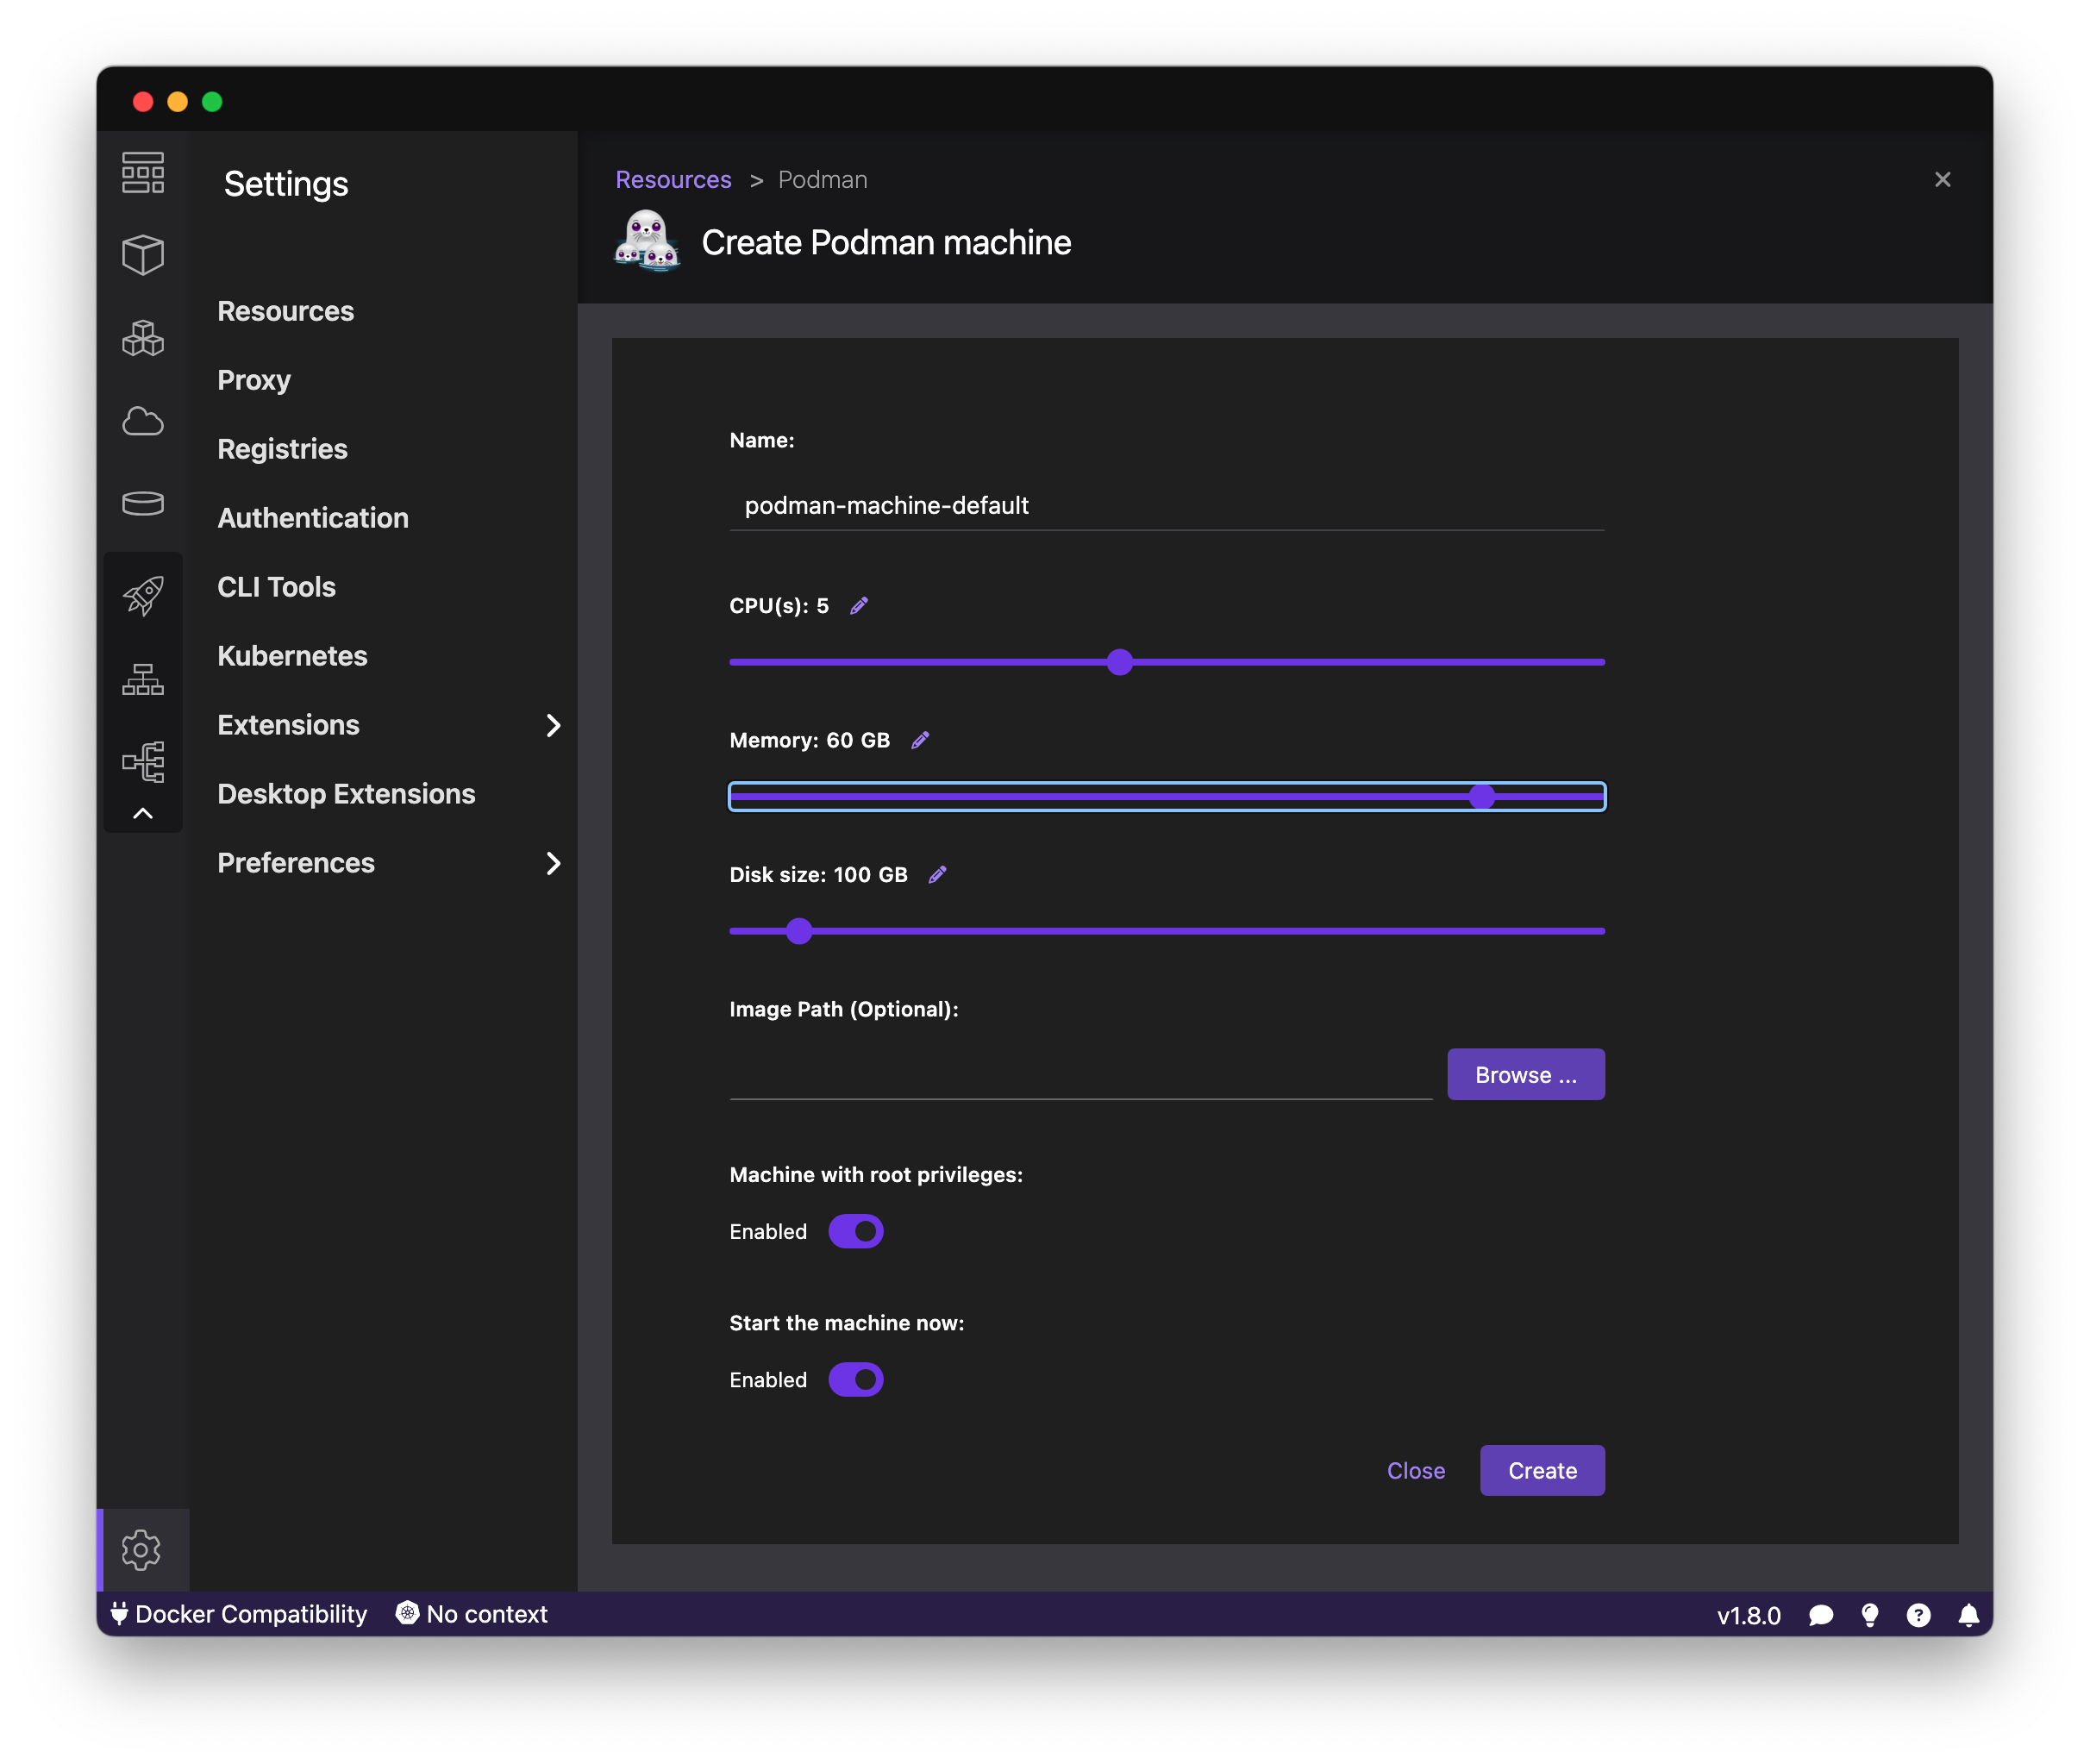 Settings
Resources
Proxy
Registries
Authentication
CLI Tools
Kubernetes
Extensions
Desktop Extensions
Preferences
Resources > Podman
Create Podman machine
Name:
podman-machine-default
CPU(s): 5
Memory: 60 GB
Disk size: 100 GB
Image Path (Optional):
Browse ...
Machine with root privileges:
Enabled
Start the machine now:
Enabled
Close Create
Docker Compatibility No context v1.8.0